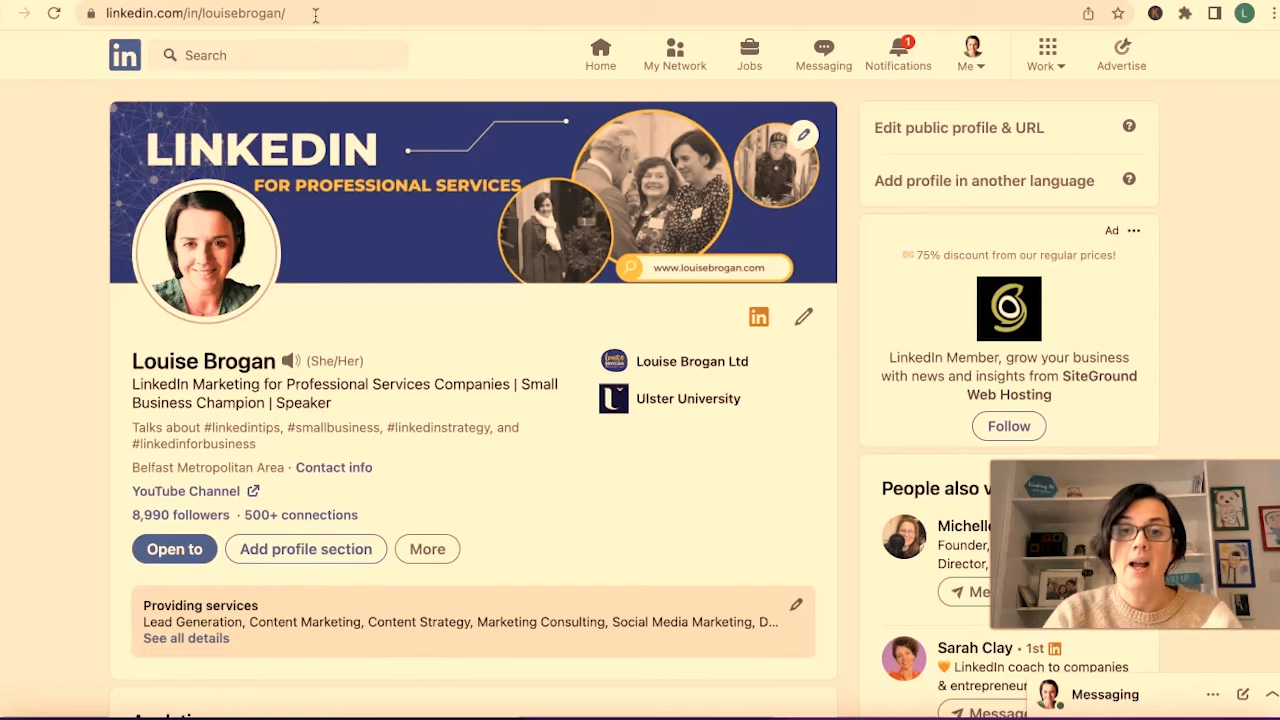 linkedin.com/in/louisebrogan/
L
in
Search
Home
My Network
Jobs
Messaging
1
Notifications
Me
Work
Advertise
LINKEDIN
FOR PROFESSIONAL SERVICES
www.louisebrogan.com
in
Louise Brogan (She/Her)
LinkedIn Marketing for Professional Services Companies | Small
Business Champion | Speaker
Talks about #linkedintips, #smallbusiness, #linkedinstrategy, and
#linkedinforbusiness
Belfast Metropolitan Area · Contact info
YouTube Channel
8,990 followers · 500+ connections
Open to
Add profile section
More
Louise Brogan Ltd
Ulster University
Providing services
Lead Generation, Content Marketing, Content Strategy, Marketing Consulting, Social Media Marketing, D...
See all details
Edit public profile & URL
Add profile in another language
Ad
75% discount from our regular prices!
LinkedIn Member, grow your business
with news and insights from SiteGround
Web Hosting
Follow
People also v
Michelle
Founder,
Director,
Me
Sarah Clay · 1st in
LinkedIn coach to companies
& entrepreneur
Messag
Messaging